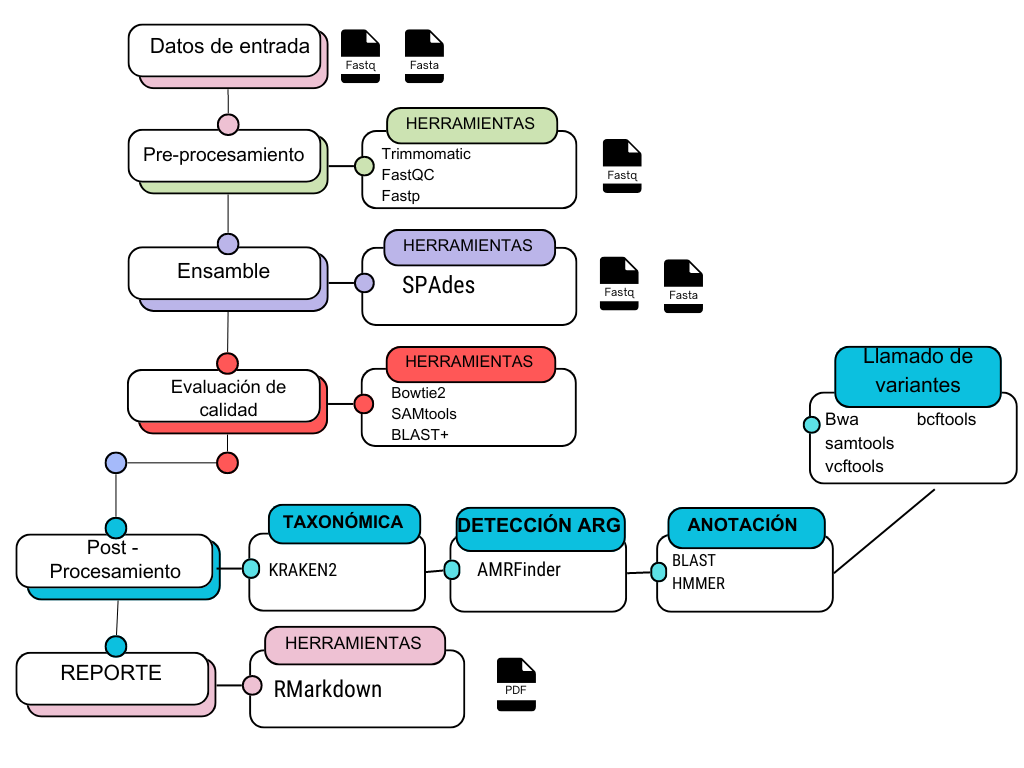 Datos de entrada
Fastq
Fasta
Pre-procesamiento
HERRAMIENTAS
Trimmomatic
FastQC
Fastp
Fastq
Ensamble
HERRAMIENTAS
SPAdes
Fastq
Fasta
Evaluación de
calidad
HERRAMIENTAS
Bowtie2
SAMtools
BLAST+
Llamado de
variantes
Bwa bcftools
samtools
vcftools
Post -
Procesamiento
TAXONÓMICA
KRAKEN2
DETECCIÓN ARG
AMRFinder
ANOTACIÓN
BLAST
HMMER
REPORTE
HERRAMIENTAS
RMarkdown
PDF